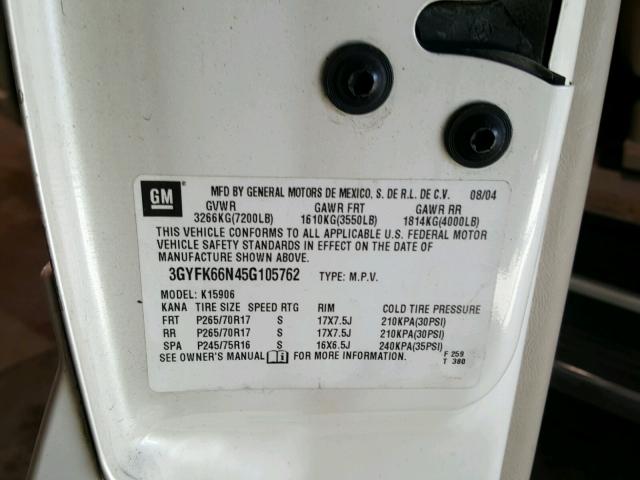 GM
MFD BY GENERAL MOTORS DE MEXICO, S. DE R.L. DE C.V. 08/04
GVWR GAWR FRT GAWR RR
3266KG(7200LB) 1610KG(3550LB) 1814KG(4000LB)
THIS VEHICLE CONFORMS TO ALL APPLICABLE U.S. FEDERAL MOTOR
VEHICLE SAFETY STANDARDS IN EFFECT ON THE DATE OF
MANUFACTURE SHOWN ABOVE.
3GYFK66N45G105762 TYPE: M.P.V.
MODEL: K15906
KANA TIRE SIZE SPEED RTG RIM COLD TIRE PRESSURE
FRT P265/70R17 S 17X7.5J 210KPA(30PSI)
RR P265/70R17 S 17X7.5J 210KPA(30PSI)
SPA P245/75R16 S 16X6.5J 240KPA(35PSI)
SEE OWNER'S MANUAL FOR MORE INFORMATION.
F 259
T 380